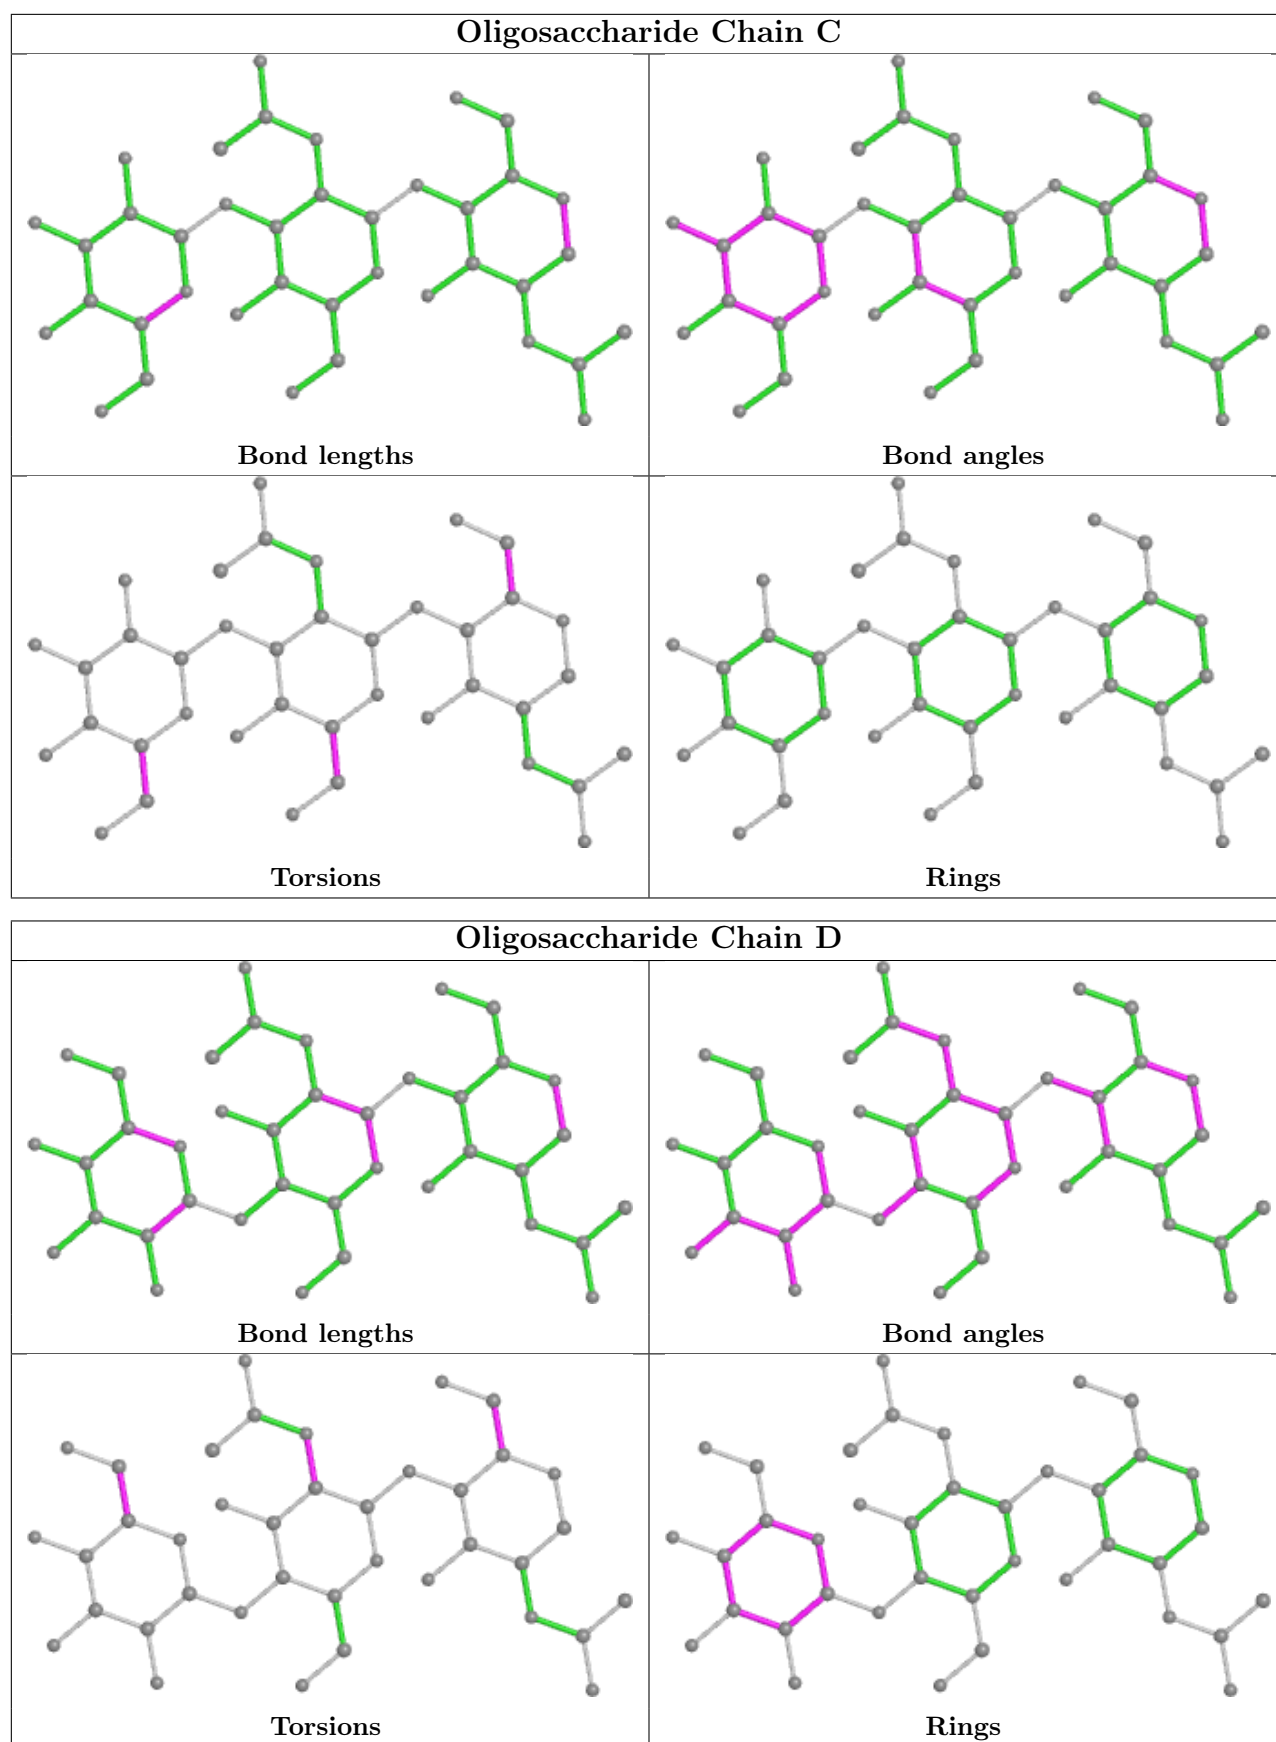 Oligosaccharide Chain C
Bond lengths
Bond angles
Torsions
Rings
Oligosaccharide Chain D
Bond lengths
Bond angles
Torsions
Rings